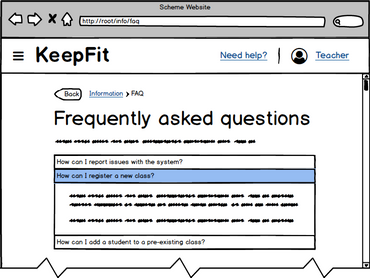 Scheme Website
http://root/info/faq
KeepFit
Need help?
Teacher
Back
Information
FAQ
Frequently asked questions
How can I report issues with the system?
How can I register a new class?
How can I add a student to a pre-existing class?